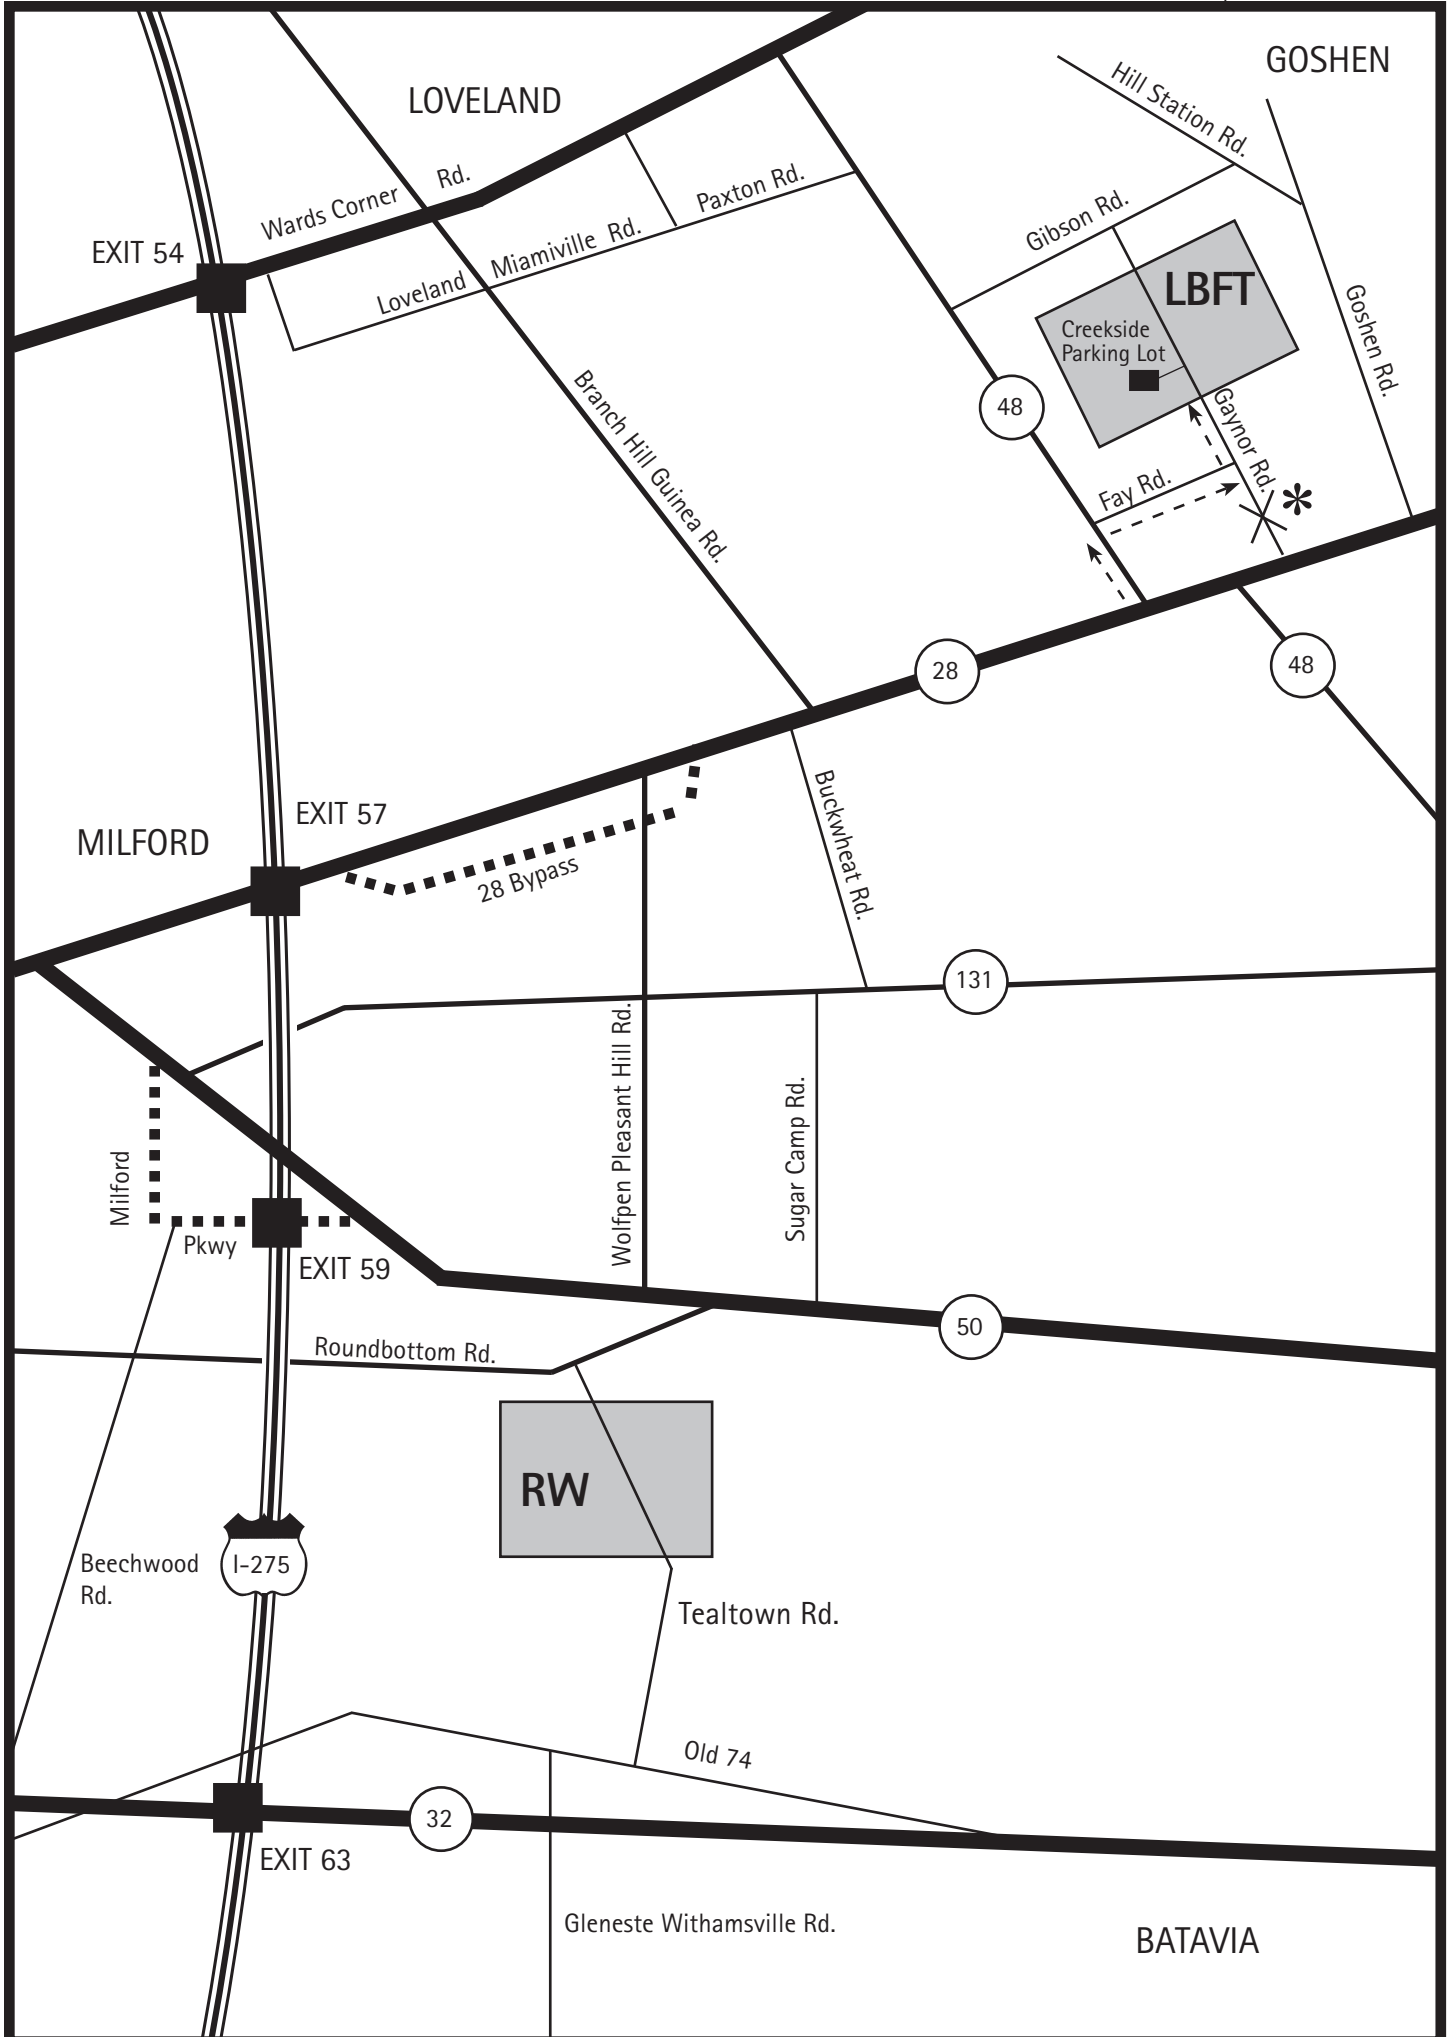 GOSHEN
Hill Station Rd.
LOVELAND
Wards Corner Rd.
Paxton Rd.
Gibson Rd.
EXIT 54
Loveland Miamiville Rd.
LBFT
Creekside
Parking Lot
Goshen Rd.
48
Branch Hill Guinea Rd.
Gaynor Rd.
Fay Rd.
*
28
48
EXIT 57
MILFORD
28 Bypass
Buckwheat Rd.
131
Wolfpen Pleasant Hill Rd.
Sugar Camp Rd.
Milford
Pkwy
EXIT 59
50
Roundbottom Rd.
RW
I-275
Beechwood
Rd.
Tealtown Rd.
Old 74
32
EXIT 63
Gleneste Withamsville Rd.
BATAVIA